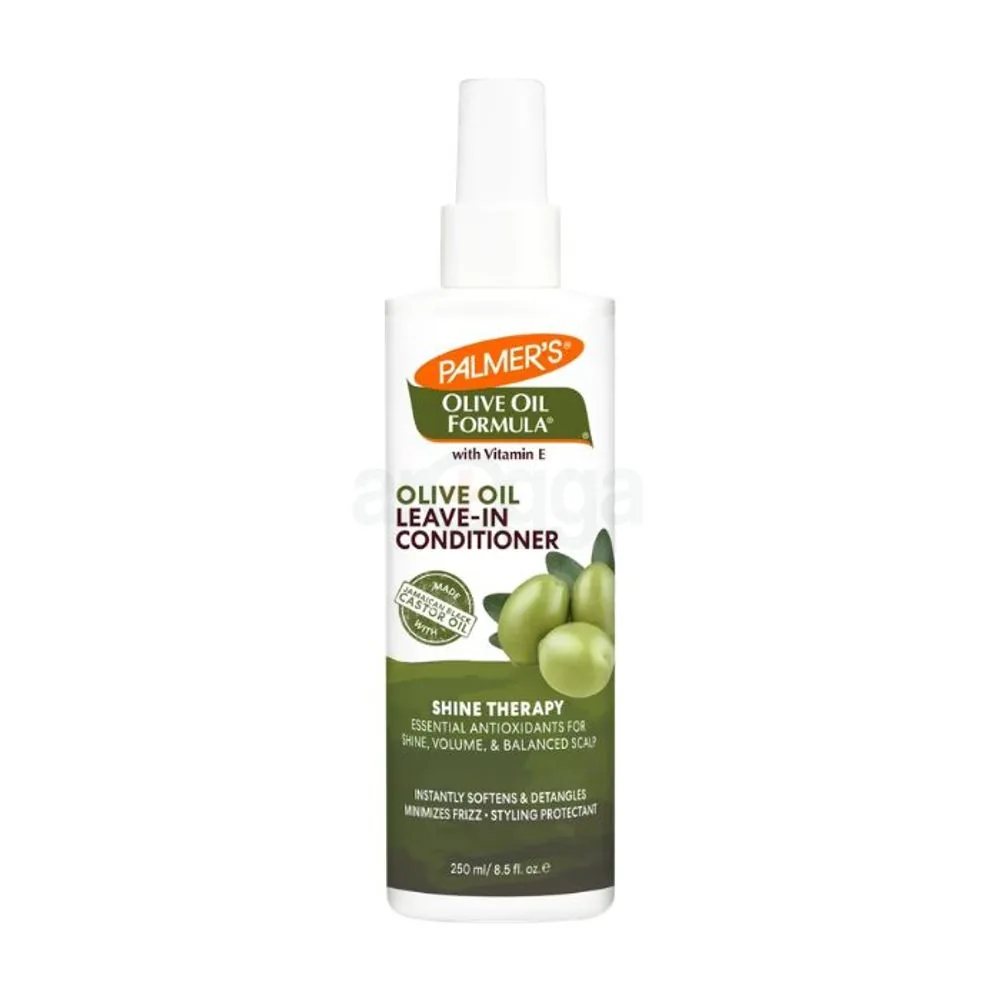 PALMER'S®
OLIVE OIL
FORMULA®
with Vitamin E
arogga
OLIVE OIL
LEAVE-IN
CONDITIONER
MADE
JAMAICAN BLACK
CASTOR OIL
WITH
SHINE THERAPY
ESSENTIAL ANTIOXIDANTS FOR
SHINE, VOLUME, & BALANCED SCALP
INSTANTLY SOFTENS & DETANGLES
MINIMIZES FRIZZ • STYLING PROTECTANT
250 ml/ 8.5 fl. oz.℮